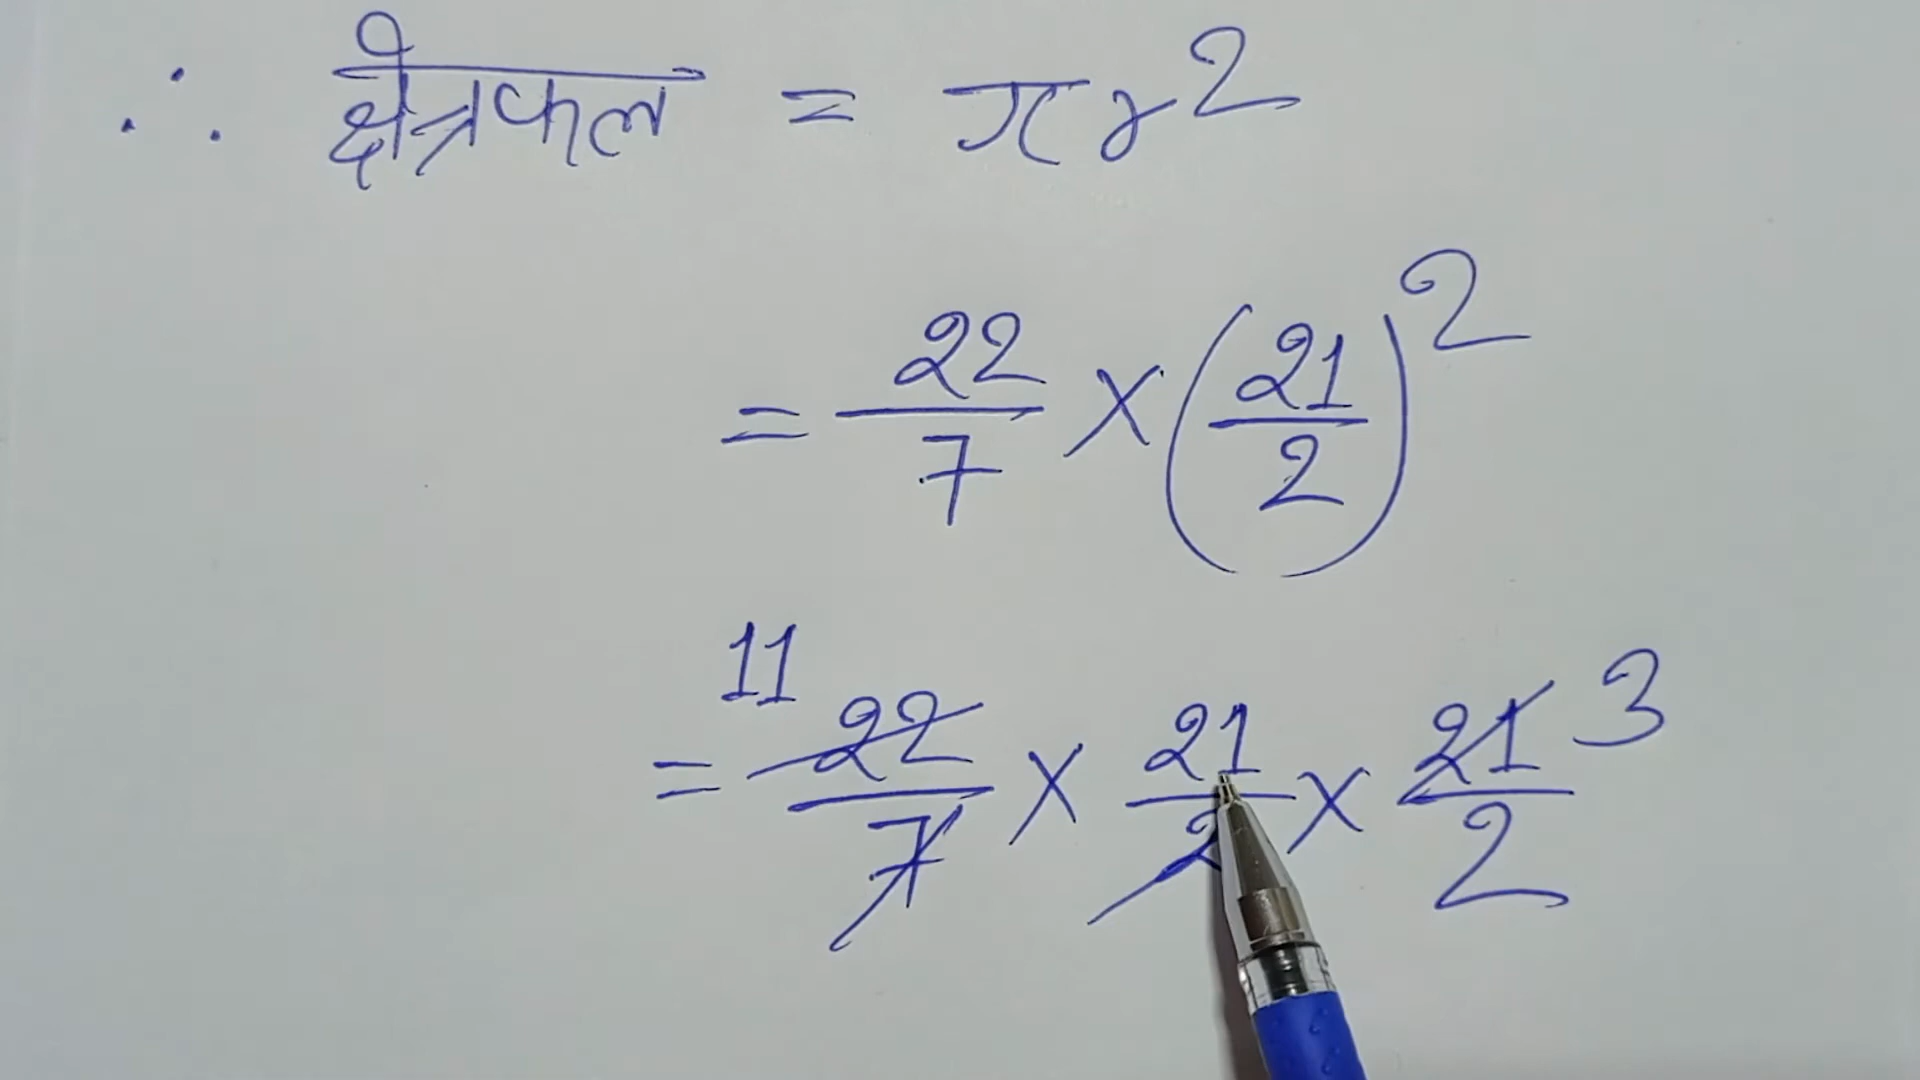 ∴ क्षेत्रफल = πr²
= 22/7 × (21/2)²
= 11 22/7 × 21/2 × 21/2 3